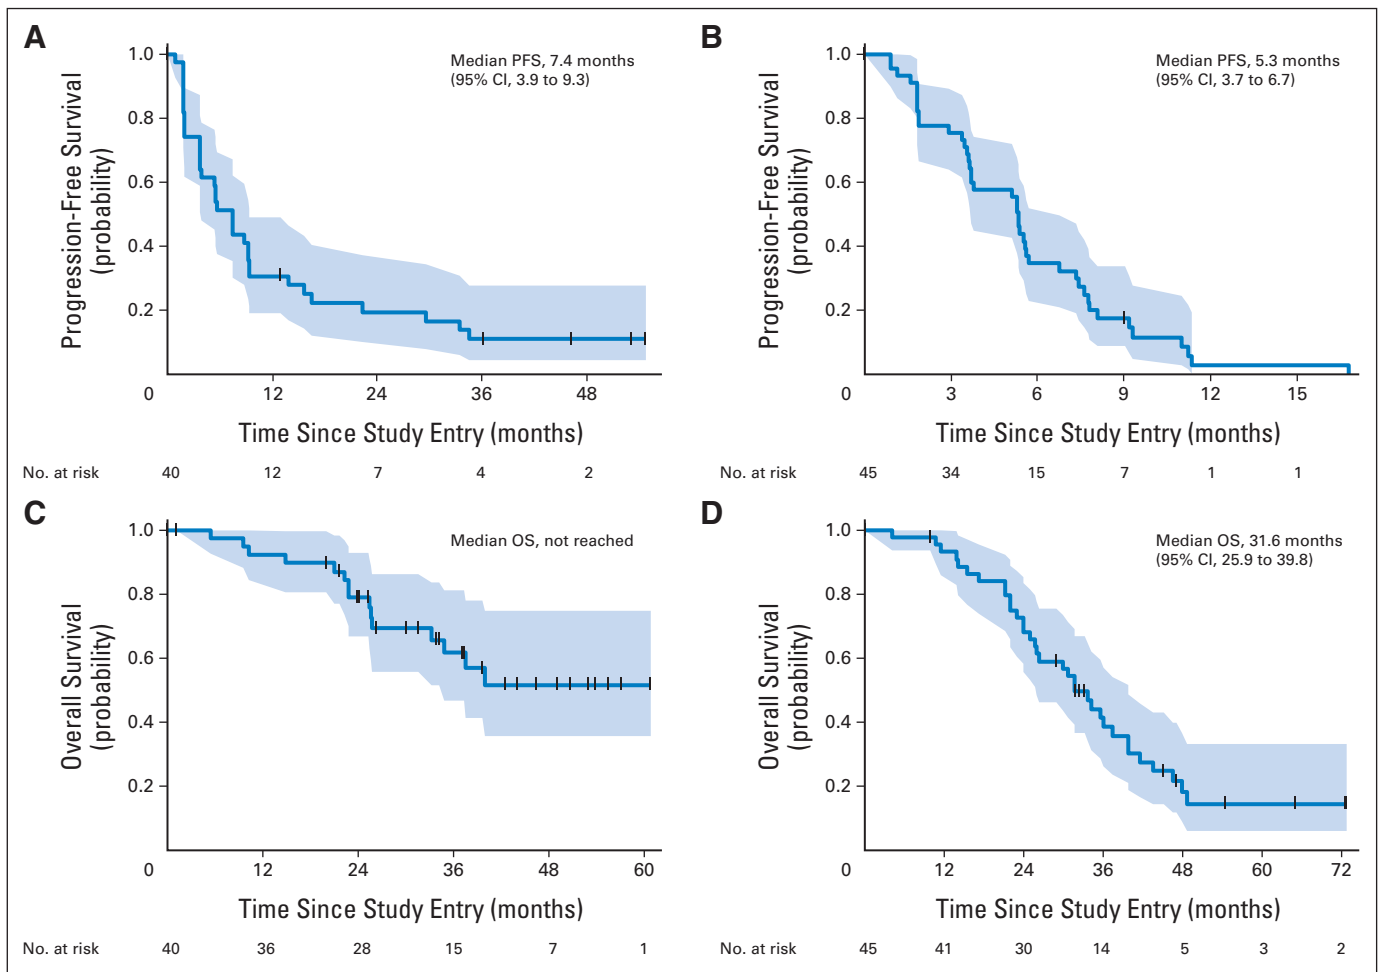 A
Median PFS, 7.4 months
(95% CI, 3.9 to 9.3)
Progression-Free Survival
(probability)
1.0
0.8
0.6
0.4
0.2
0
12
24
36
48
Time Since Study Entry (months)
No. at risk
40
12
7
4
2
B
Median PFS, 5.3 months
(95% CI, 3.7 to 6.7)
Progression-Free Survival
(probability)
1.0
0.8
0.6
0.4
0.2
0
3
6
9
12
15
Time Since Study Entry (months)
No. at risk
45
34
15
7
1
1
C
Median OS, not reached
Overall Survival
(probability)
1.0
0.8
0.6
0.4
0.2
0
12
24
36
48
60
Time Since Study Entry (months)
No. at risk
40
36
28
15
7
1
D
Median OS, 31.6 months
(95% CI, 25.9 to 39.8)
Overall Survival
(probability)
1.0
0.8
0.6
0.4
0.2
0
12
24
36
48
60
72
Time Since Study Entry (months)
No. at risk
45
41
30
14
5
3
2